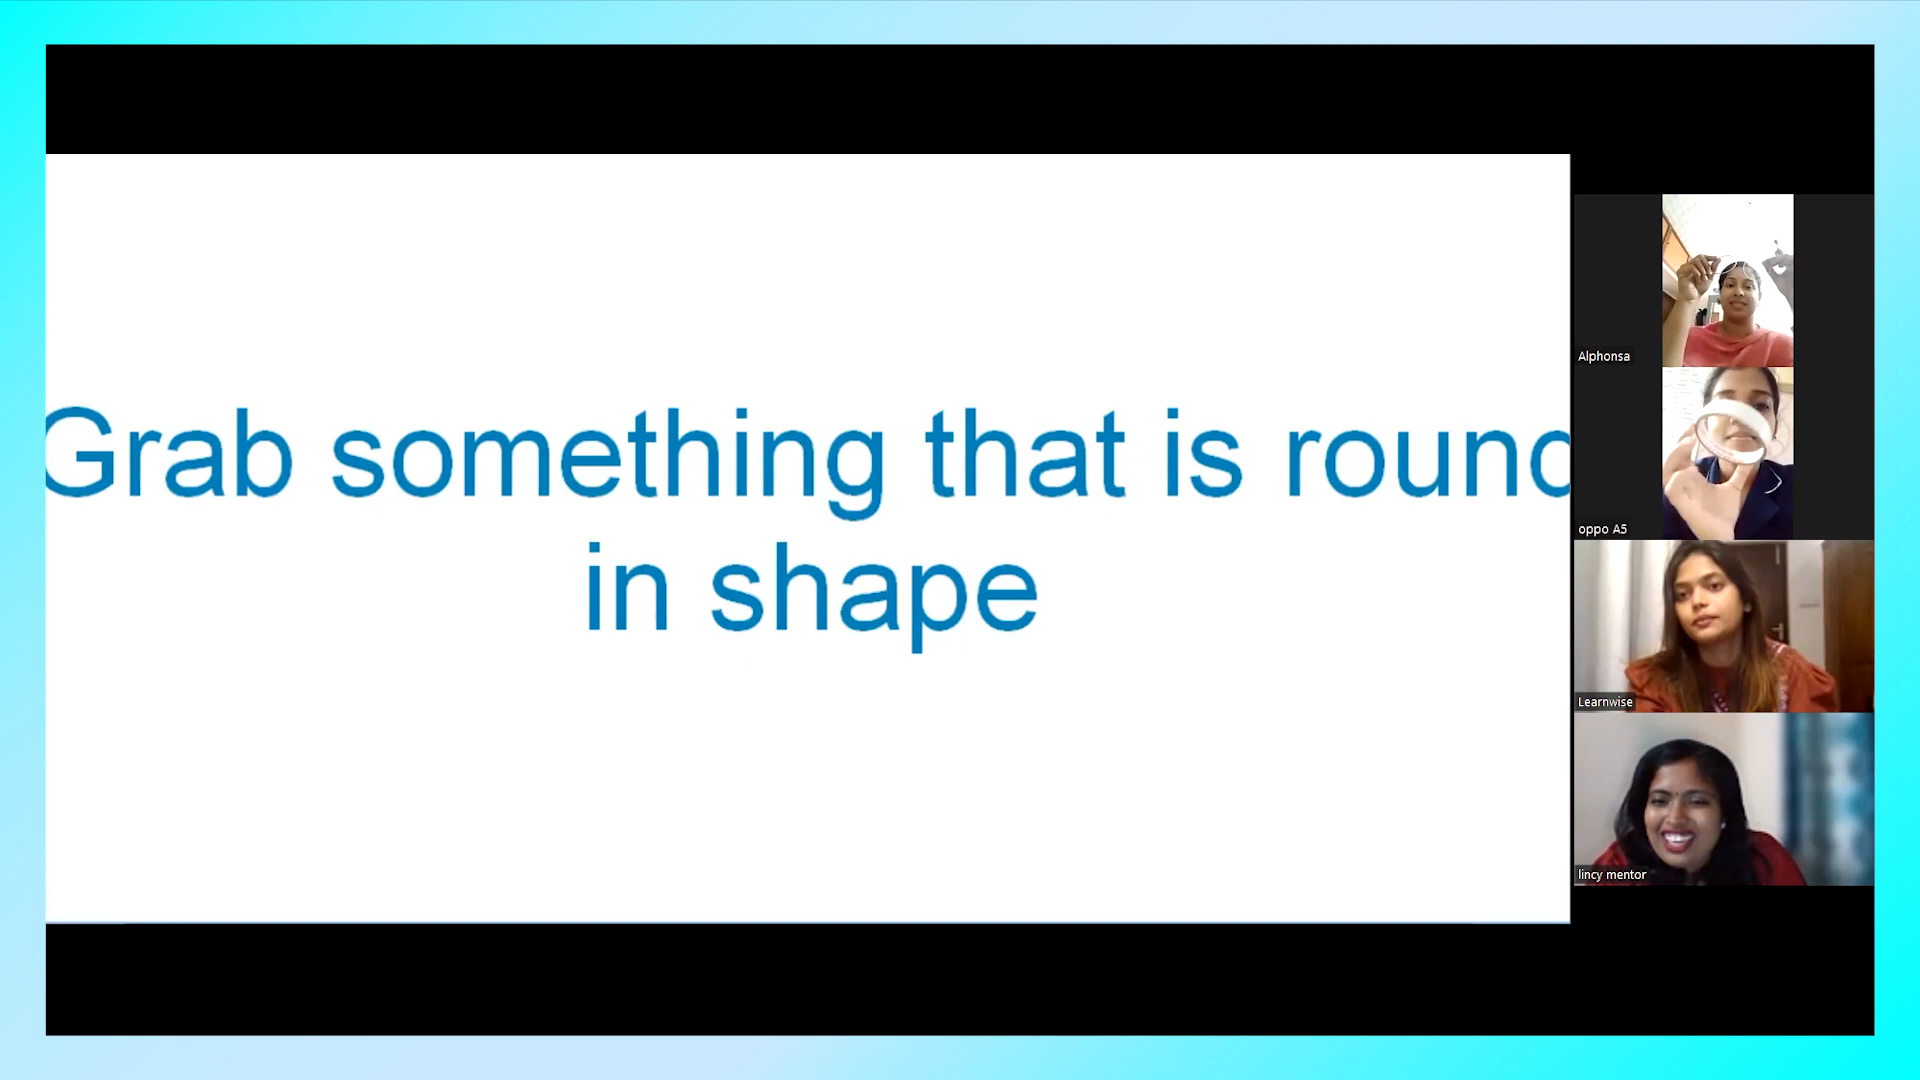 Grab something that is round
in shape
Alphonsa
oppo A5
Learnwise
lincy mentor